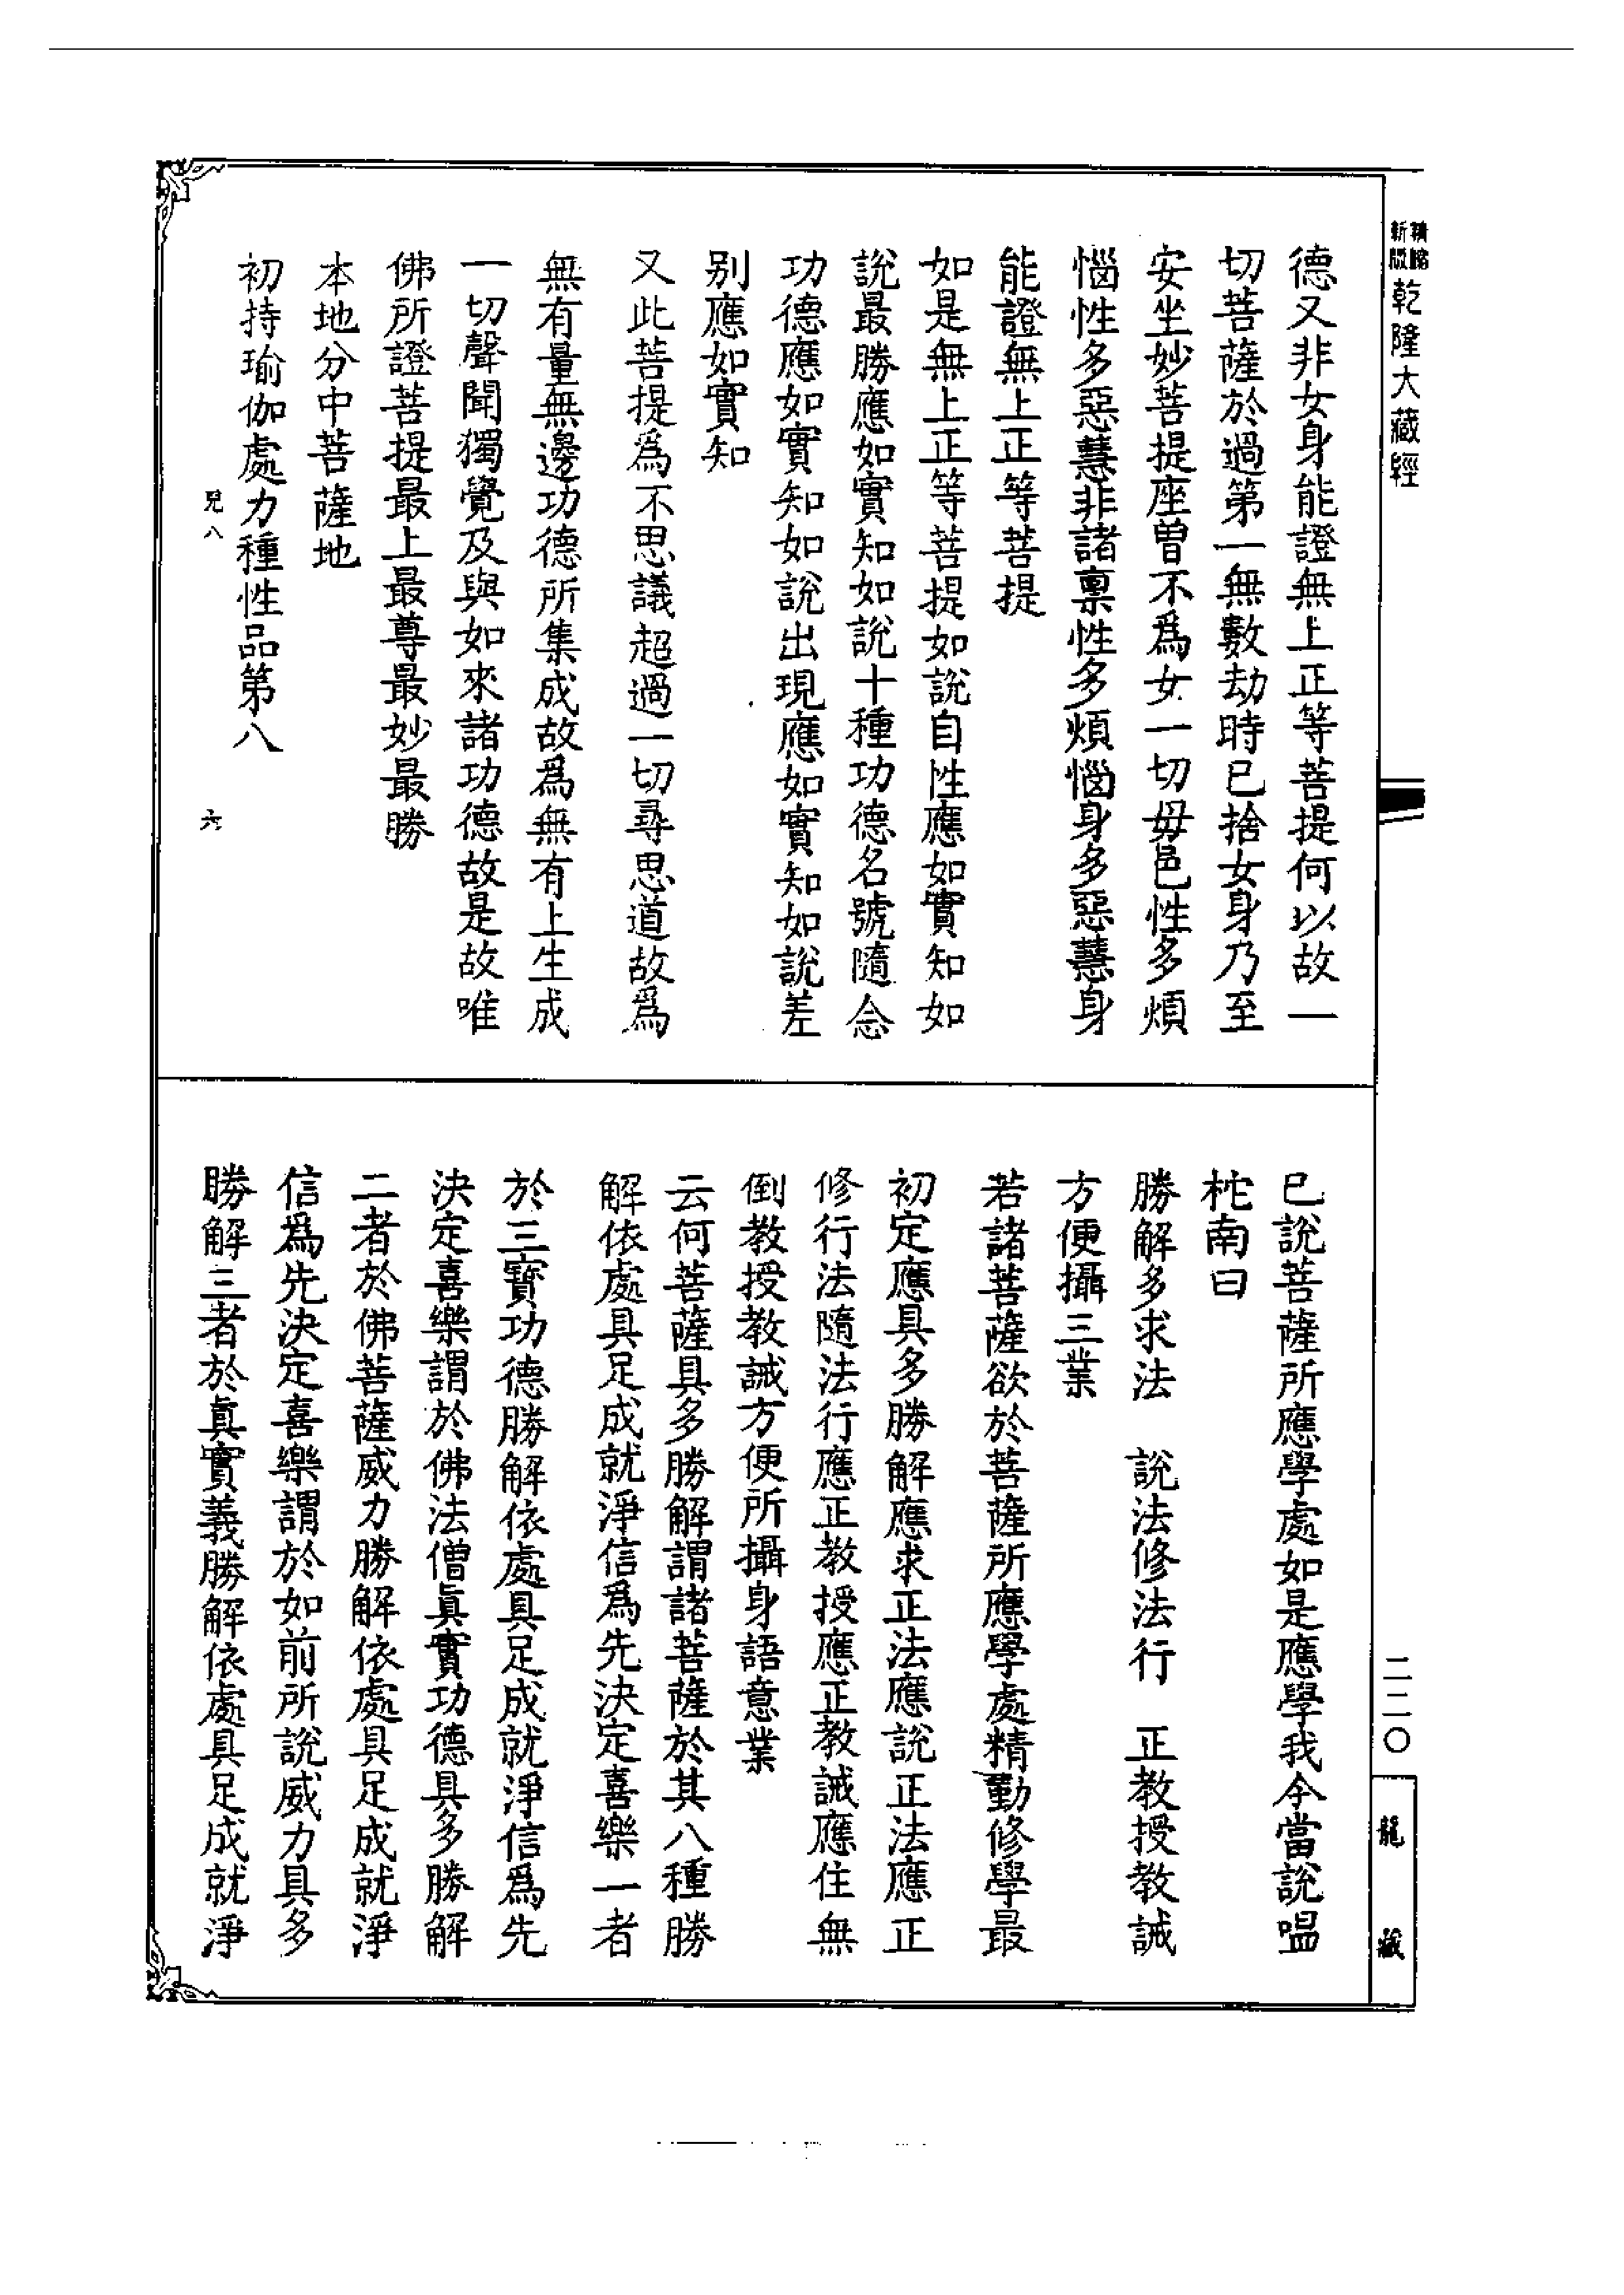 新版 精縮 乾隆大藏經
德又非女身能證無上正等菩提何以故一
切菩薩於過第一無數劫時已捨女身乃至
安坐妙菩提座曾不爲女一切毋邑性多煩
惱性多惡慧非諸稟性多煩惱身多惡慧身
能證無上正等菩提
如是無上正等菩提如說自性應如實知如
說最勝應如實知如說十種功德名號隨念
功德應如實知如說出現應如實知如說差
别應如實知
又此菩提爲不思議超過一切尋思道故爲
無有量無邊功德所集成故爲無有上生成
一切聲聞獨覺及與如來諸功德故是故唯
佛所證菩提最上最尊最妙最勝
本地分中菩薩地
初持瑜伽處力種性品第八
兒八 六
二二〇
龍藏
已說菩薩所應學處如是應學我今當說嗢
柁南曰
勝解多求法 說法修法行 正教授教誡
方便攝三業
若諸菩薩欲於菩薩所應學處精勤修學最
初定應具多勝解應求正法應說正法應正
修行法隨法行應正教授應正教誡應住無
倒教授教誡方便所攝身語意業
云何菩薩具多勝解謂諸菩薩於其八種勝
解依處具足成就淨信爲先決定喜樂一者
於三寶功德勝解依處具足成就淨信爲先
決定喜樂謂於佛法僧眞實功德具多勝解
二者於佛菩薩威力勝解依處具足成就淨
信爲先決定喜樂謂於如前所說威力具多
勝解三者於眞實義勝解依處具足成就淨